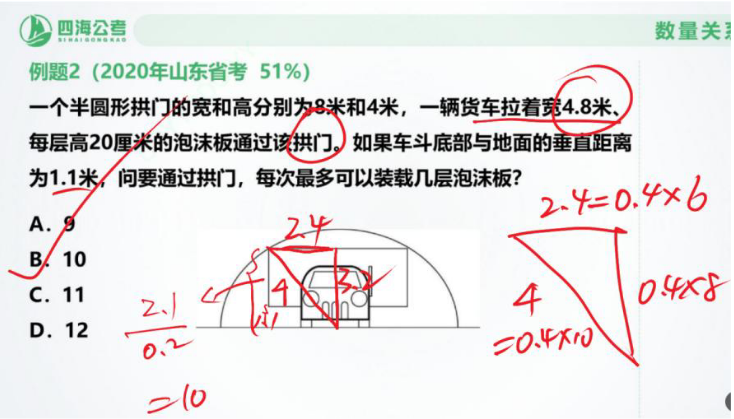 四海公考
SIHAIGONGKAO
数量关系
例题2（2020年山东省考 51%）
一个半圆形拱门的宽和高分别为8米和4米，一辆货车拉着宽4.8米、
每层高20厘米的泡沫板通过该拱门。如果车斗底部与地面的垂直距离
为1.1米，问要通过拱门，每次最多可以装载几层泡沫板？
A. 9
B. 10
C. 11
D. 12
2.4
4
3.2
1.1
2.1
0.2
=10
2.4=0.4×6
4
=0.4×10
0.4×8